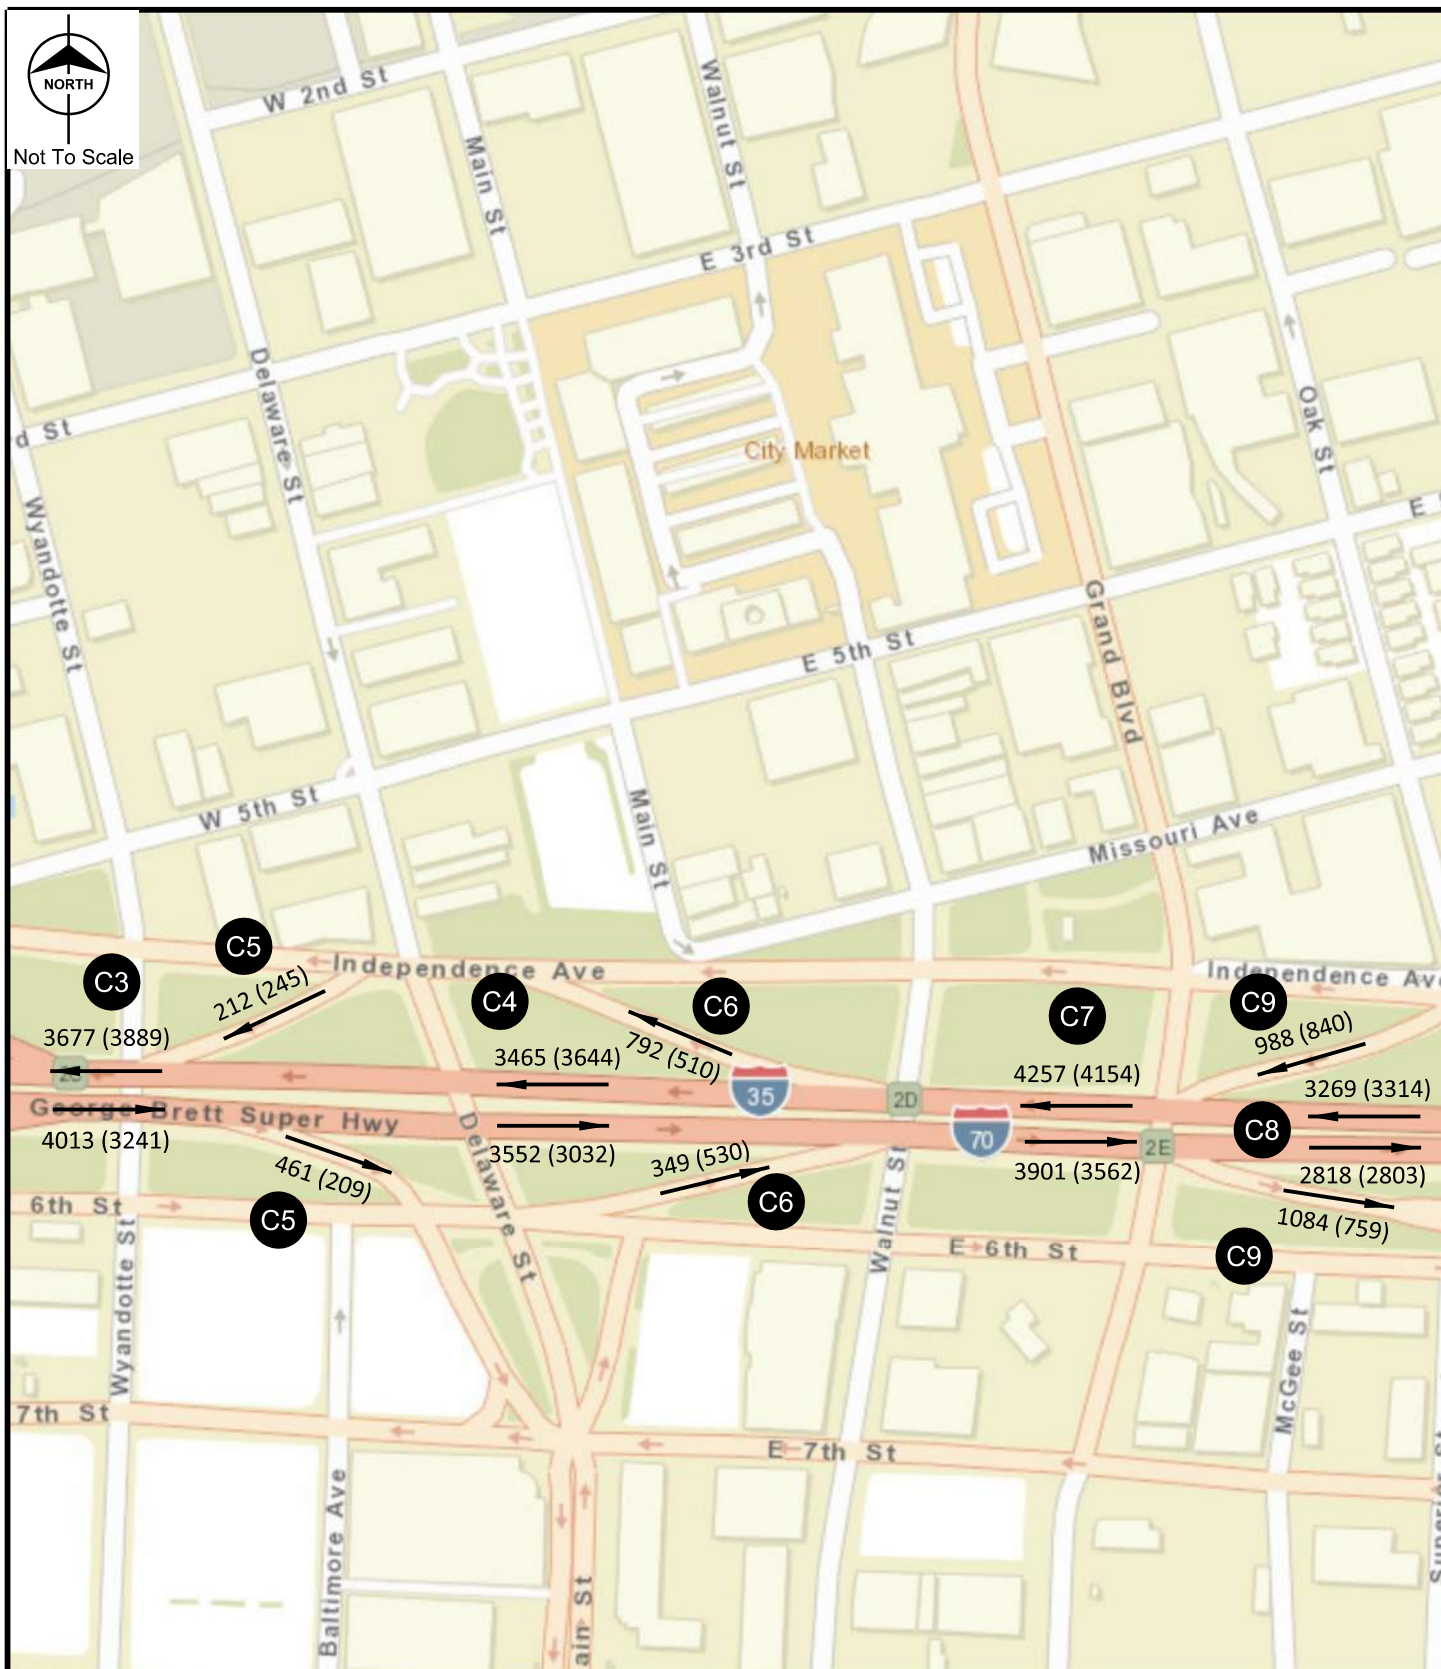 NORTH
Not To Scale
W 2nd St
Main St
Walnut St
E 3rd St
Delaware St
rd St
City Market
Oak St
Wyandotte St
E
Grand Blvd
E 5th St
W 5th St
Main St
Missouri Ave
C5
Independence Ave
Independence Ave
C3
212 (245)
C4
C6
C7
C9
3677 (3889)
3465 (3644)
792 (510)
35
4257 (4154)
988 (840)
3269 (3314)
2D
George Brett Super Hwy
70
2E
C8
4013 (3241)
461 (209)
Delaware St
3552 (3032)
349 (530)
C6
Walnut St
3901 (3562)
2818 (2803)
1084 (759)
6th St
C5
E 6th St
C9
Wyandotte St
McGee St
7th St
E 7th St
Baltimore Ave
ain St
Superior St